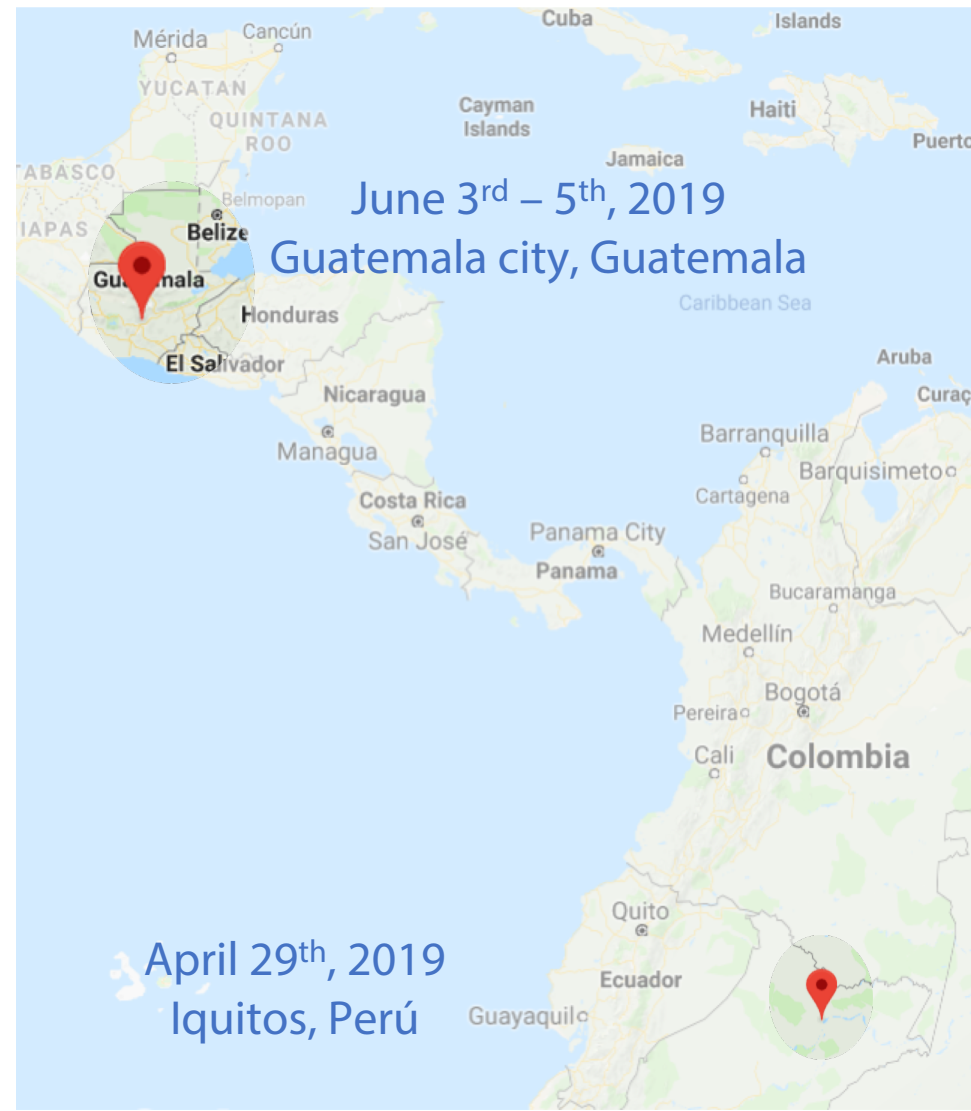 Cuba
Islands
Mérida
Cancún
YUCATAN
QUINTANA
ROO
Cayman
Islands
Haiti
Puerto
Jamaica
TABASCO
IAPAS
Belmopan
Belize
June 3rd – 5th, 2019
Guatemala city, Guatemala
Caribbean Sea
Honduras
El Salvador
Aruba
Nicaragua
Curaç
Managua
Barranquilla
Barquisimeto
Cartagena
Costa Rica
San José
Panama City
Panama
Bucaramanga
Medellín
Bogotá
Pereira
Cali
Colombia
Quito
April 29th, 2019
Iquitos, Perú
Ecuador
Guayaquil